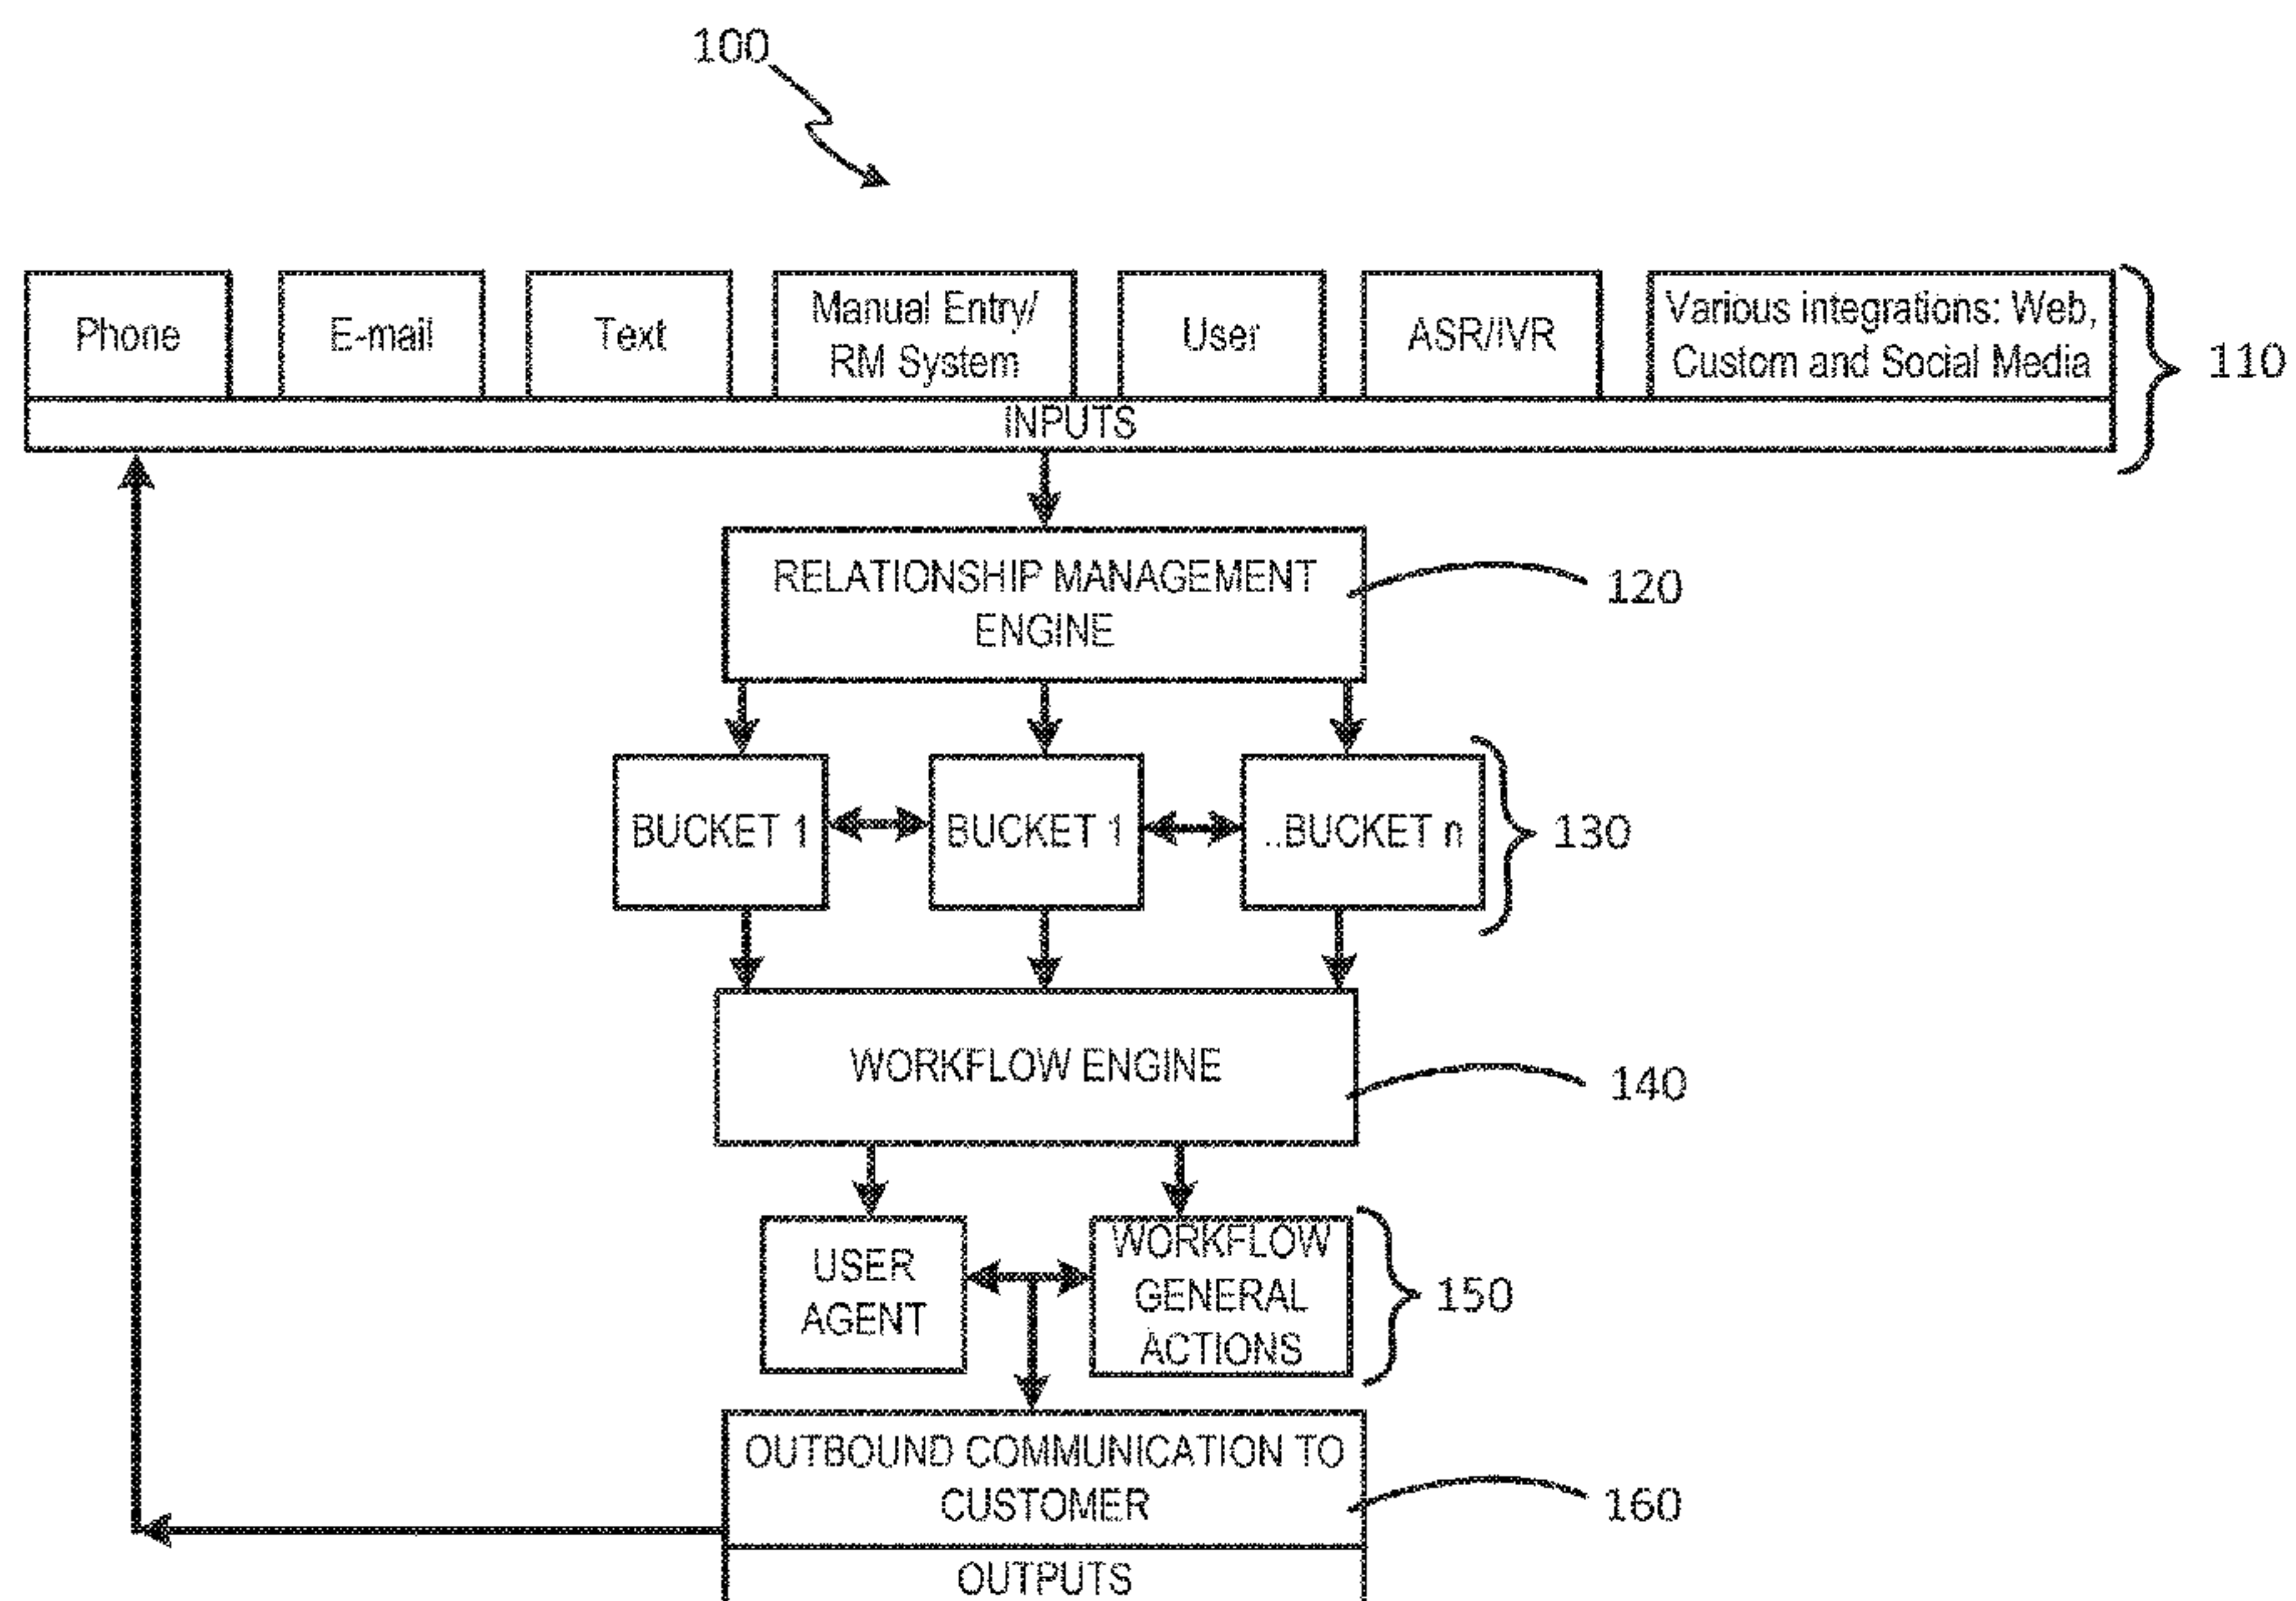 100
Phone
E-mail
Text
Manual Entry/
RM System
User
ASR/IVR
Various integrations: Web,
Custom and Social Media
110
INPUTS
RELATIONSHIP MANAGEMENT
ENGINE
120
BUCKET 1
BUCKET 1
..BUCKET n
130
WORKFLOW ENGINE
140
USER
AGENT
WORKFLOW
GENERAL
ACTIONS
150
OUTBOUND COMMUNICATION TO
CUSTOMER
160
OUTPUTS